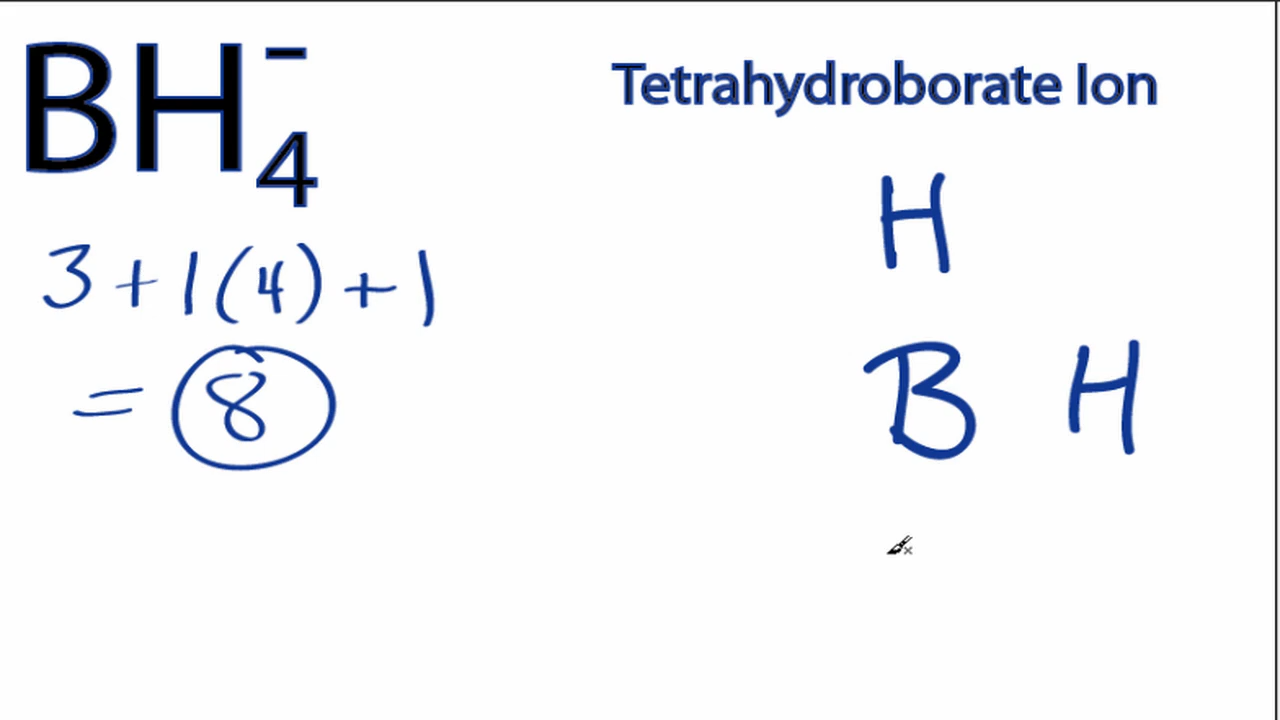 BH₄⁻
Tetrahydroborate Ion
3+1(4)+1
= 8
H
B H